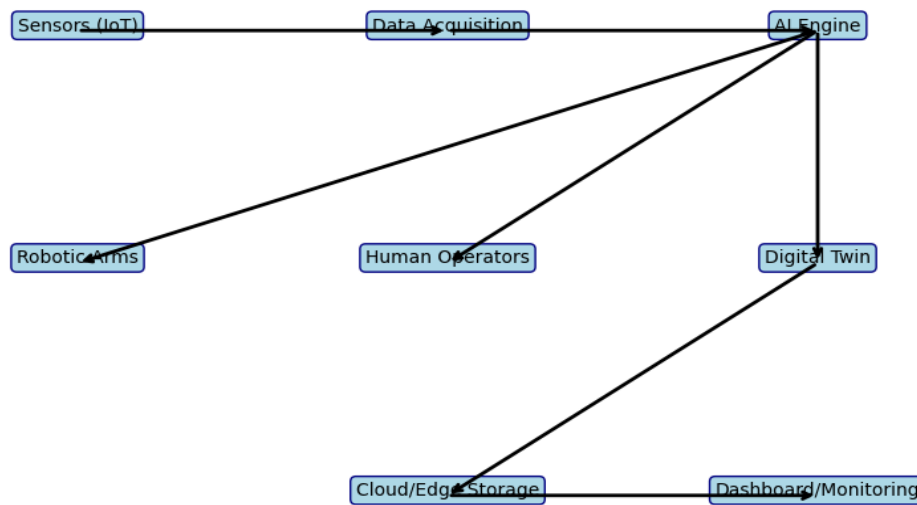 Sensors (IoT)
Data Acquisition
AI Engine
Robotic Arms
Human Operators
Digital Twin
Cloud/Edge Storage
Dashboard/Monitoring